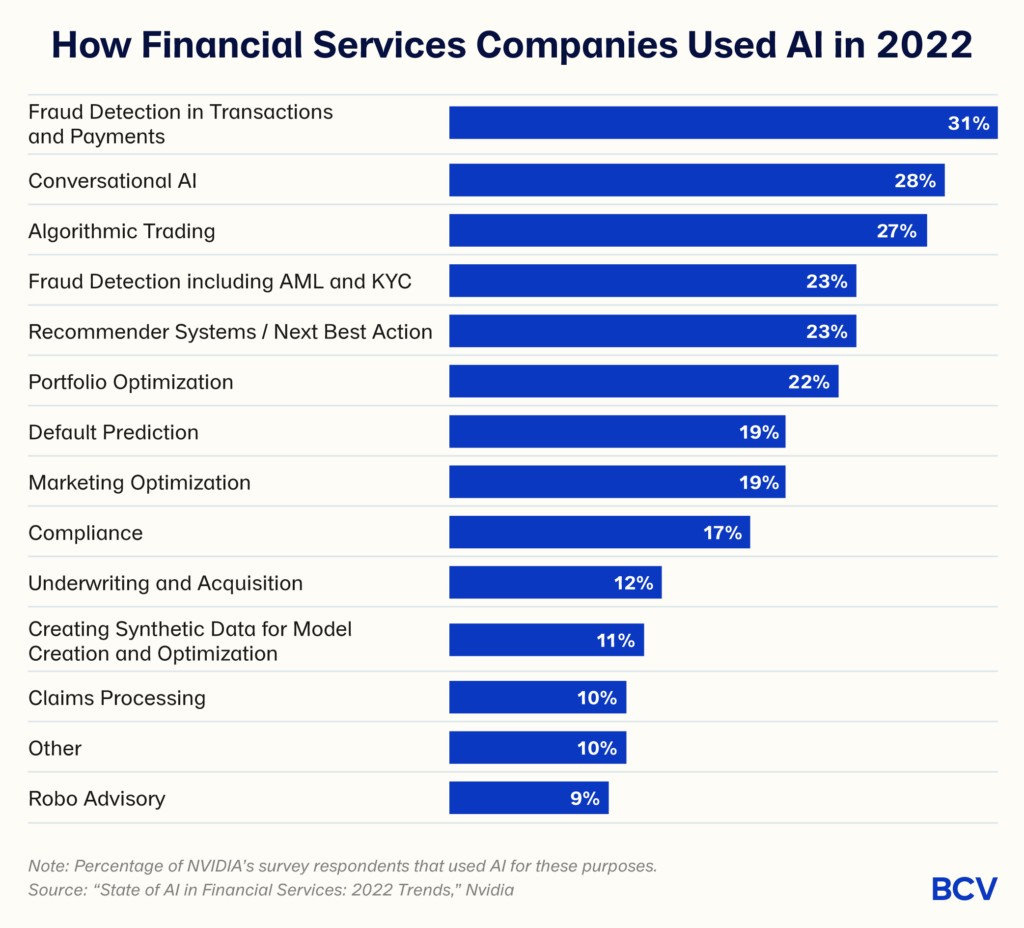 How Financial Services Companies Used AI in 2022
Fraud Detection in Transactions
and Payments
31%
Conversational AI
28%
Algorithmic Trading
27%
Fraud Detection including AML and KYC
23%
Recommender Systems / Next Best Action
23%
Portfolio Optimization
22%
Default Prediction
19%
Marketing Optimization
19%
Compliance
17%
Underwriting and Acquisition
12%
Creating Synthetic Data for Model
Creation and Optimization
11%
Claims Processing
10%
Other
10%
Robo Advisory
9%
Note: Percentage of NVIDIA's survey respondents that used AI for these purposes.
Source: “State of AI in Financial Services: 2022 Trends,” Nvidia
BCV